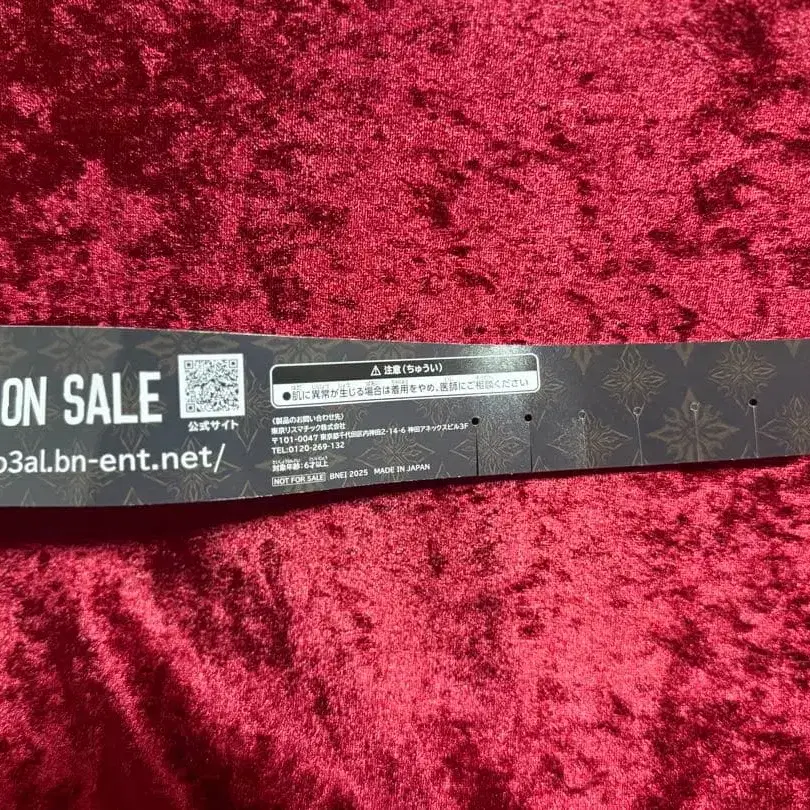 ON SALE
o3al.bn-ent.net/
公式サイト
⚠ 注意(ちゅうい)
●肌に異常が生じる場合は着用をやめ、医師にご相談ください
《製品のお問い合わせ先》
東京リスマチック株式会社
〒101-0047 東京都千代田区内神田2-14-6 神田アネックスビル3F
TEL:0120-269-132
対象年齢:6才以上
NOT FOR SALE BNEI 2025 MADE IN JAPAN